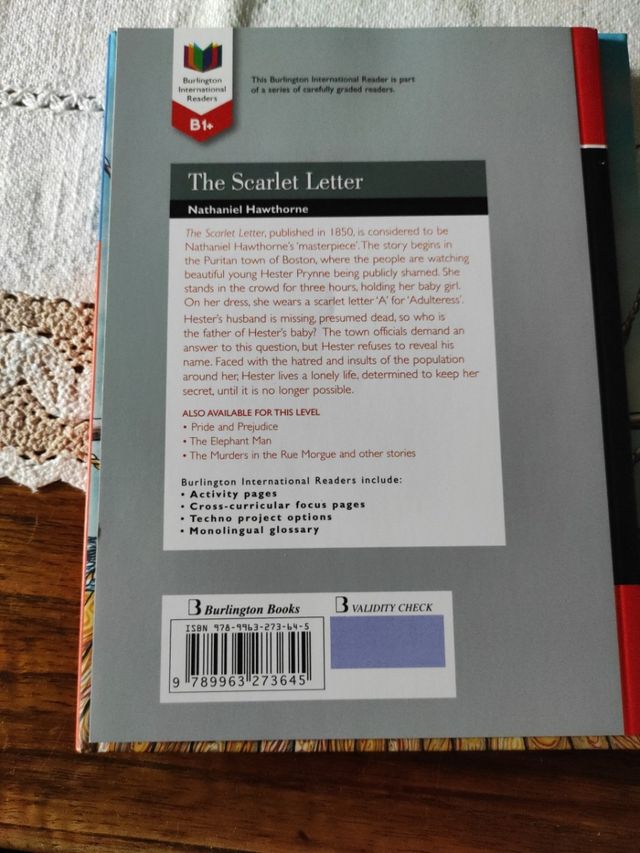 Burlington
International
Readers
B1+
This Burlington International Reader is part
of a series of carefully graded readers.
The Scarlet Letter
Nathaniel Hawthorne
The Scarlet Letter, published in 1850, is considered to be
Nathaniel Hawthorne's 'masterpiece'. The story begins in
the Puritan town of Boston, where the people are watching
beautiful young Hester Prynne being publicly shamed. She
stands in the crowd for three hours, holding her baby girl.
On her dress, she wears a scarlet letter 'A' for 'Adulteress'.
Hester's husband is missing, presumed dead, so who is
the father of Hester's baby? The town officials demand an
answer to this question, but Hester refuses to reveal his
name. Faced with the hatred and insults of the population
around her, Hester lives a lonely life, determined to keep her
secret, until it is no longer possible.
ALSO AVAILABLE FOR THIS LEVEL
• Pride and Prejudice
• The Elephant Man
• The Murders in the Rue Morgue and other stories
Burlington International Readers include:
• Activity pages
• Cross-curricular focus pages
• Techno project options
• Monolingual glossary
B Burlington Books
B VALIDITY CHECK
ISBN 978-9963-273-64-5
9 789963 273645